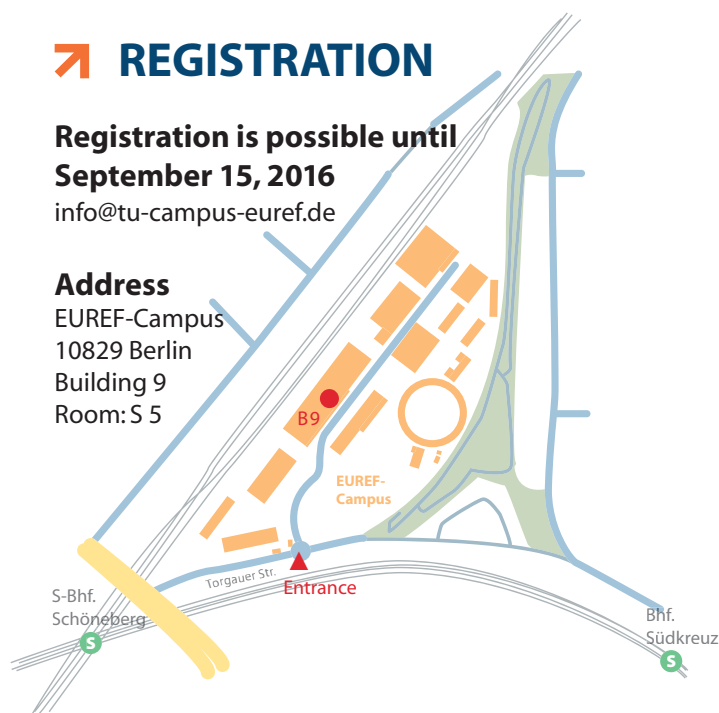 REGISTRATION
Registration is possible until
September 15, 2016
info@tu-campus-euref.de
Address
EUREF-Campus
10829 Berlin
Building 9
Room: S 5
B9
EUREF-
Campus
Torgauer Str.
Entrance
S-Bhf.
Schöneberg
S
Bhf.
Südkreuz
S